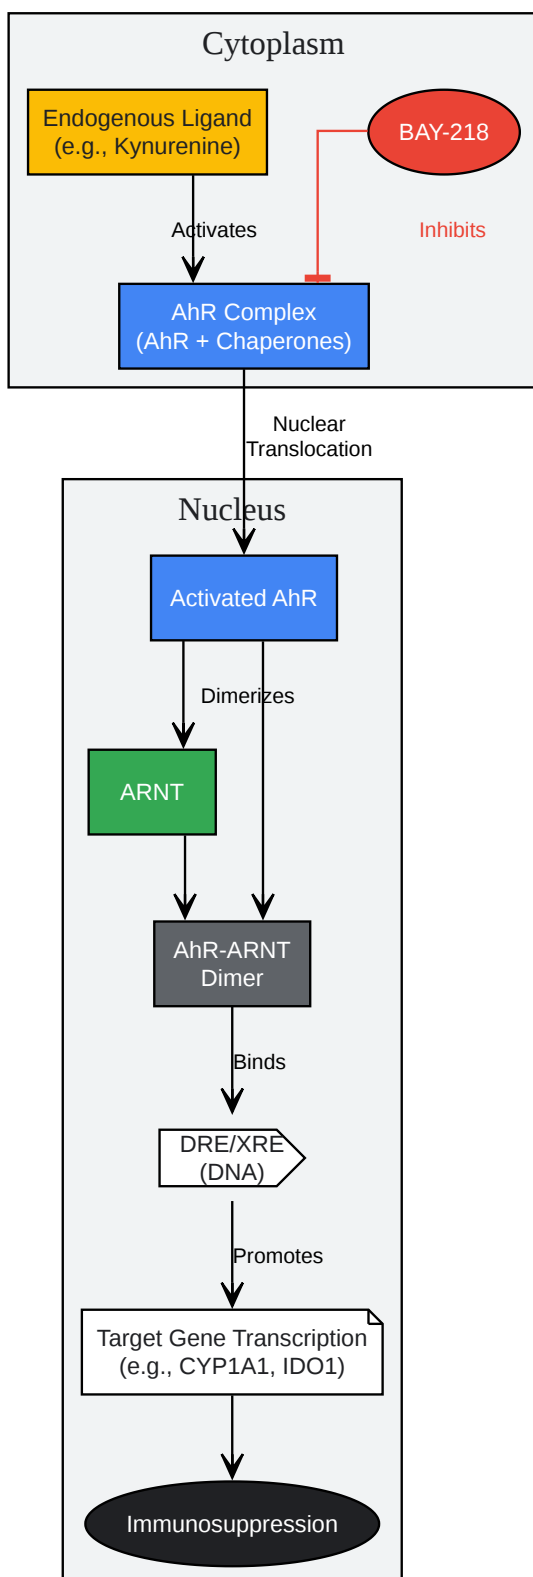 Cytoplasm
Endogenous Ligand
(e.g., Kynurenine)
BAY-218
Activates
Inhibits
AhR Complex
(AhR + Chaperones)
Nuclear
Translocation
Nucleus
Activated AhR
Dimerizes
ARNT
AhR-ARNT
Dimer
Binds
DRE/XRE
(DNA)
Promotes
Target Gene Transcription
(e.g., CYP1A1, IDO1)
Immunosuppression